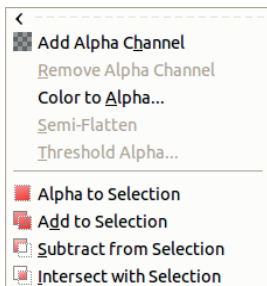 Add Alpha Channel
Remove Alpha Channel
Color to Alpha...
Semi-Flatten
Threshold Alpha...
Alpha to Selection
Add to Selection
Subtract from Selection
Intersect with Selection